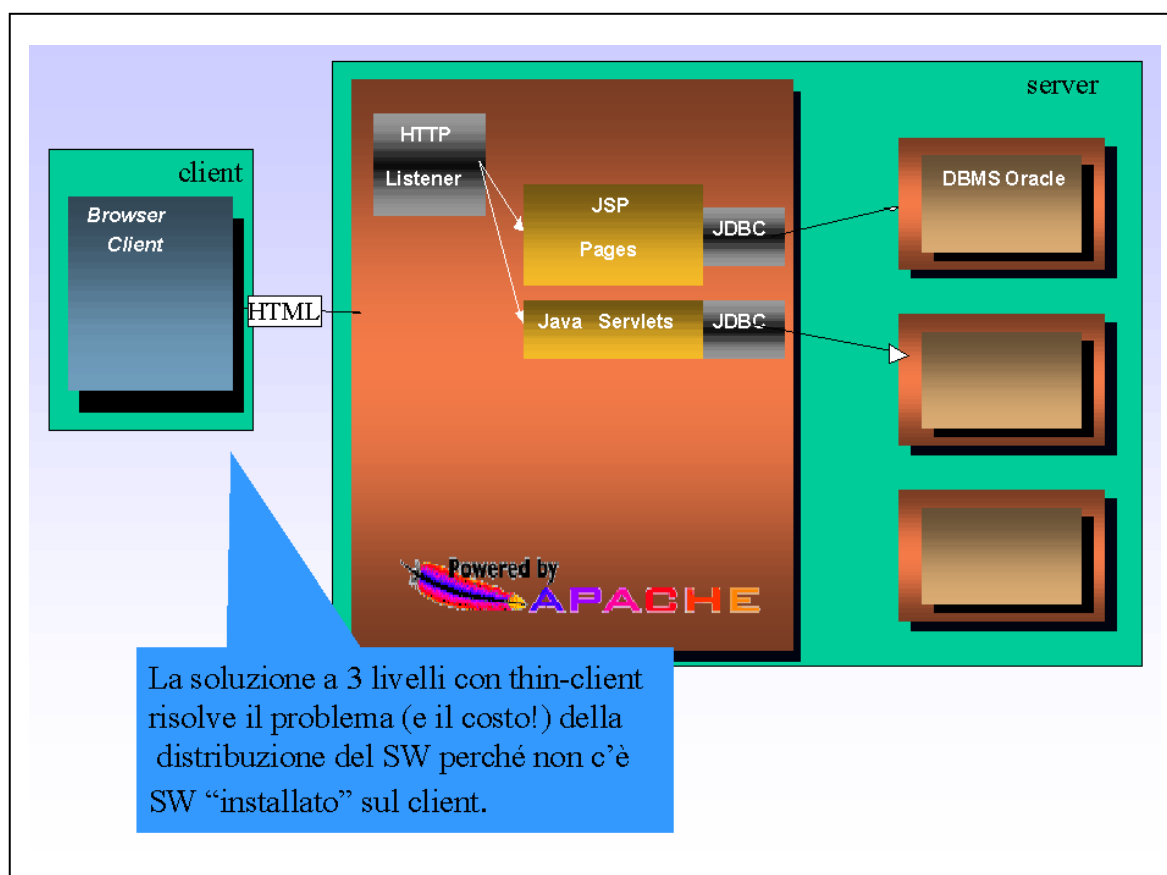 server
client
Browser
Client
HTML
HTTP
Listener
JSP
Pages
JDBC
Java Servlets
JDBC
DBMS Oracle
Powered by
APACHE
La soluzione a 3 livelli con thin-client
risolve il problema (e il costo!) della
distribuzione del SW perché non c’è
SW “installato” sul client.